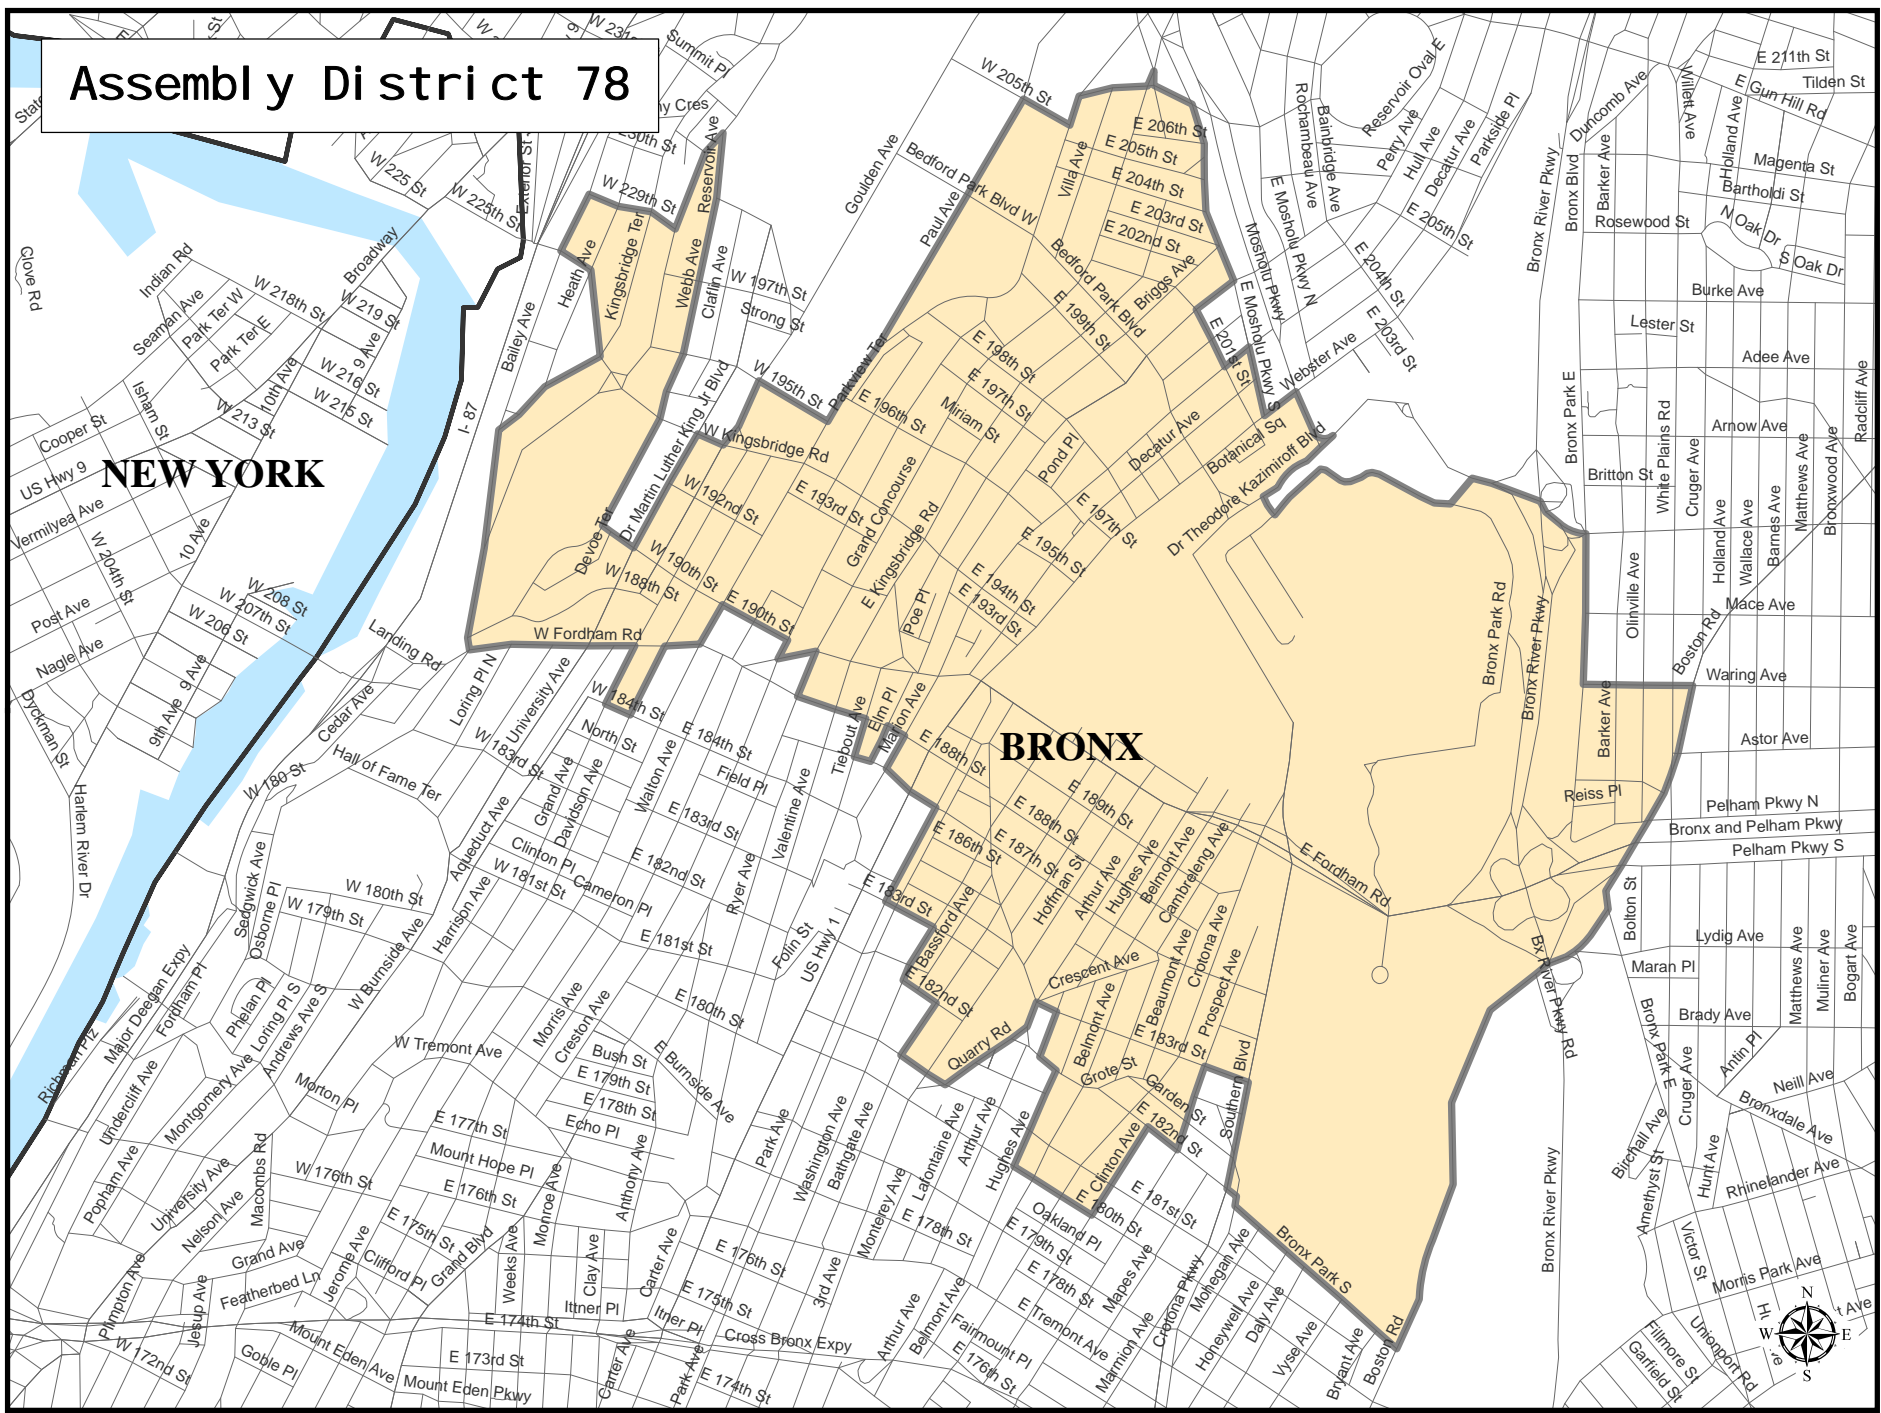 Assembly District 78
NEW YORK
BRONX
W 205th St
Bedford Park Blvd W
Paul Ave
Goulden Ave
Villa Ave
E 206th St
E 205th St
E 204th St
E 203rd St
E 202nd St
Briggs Ave
Bedford Park Blvd
E 199th St
E 198th St
E 197th St
E 196th St
Miriam St
Parkview Ter
W 195th St
W 197th St
Strong St
Claflin Ave
Webb Ave
Reservoir Ave
Kingsbridge Ter
Heath Ave
W 229th St
Summit Pl
W 225 St
W 225th St
Exterior St
Bailey Ave
I- 87
Broadway
W 219 St
W 218th St
9 Ave
W 216 St
W 215 St
10th Ave
W 213 St
Indian Rd
Seaman Ave
Park Ter W
Park Ter E
Isham St
Cooper St
US Hwy 9
Vermilyea Ave
W 204th St
10 Ave
Post Ave
Nagle Ave
W 208 St
W 207th St
W 206 St
9 Ave
9th Ave
Dyckman St
Harlem River Dr
Landing Rd
Cedar Ave
W 180 St
Hall of Fame Ter
Loring Pl N
University Ave
W Fordham Rd
Devoe Ter
Dr Martin Luther King Jr Blvd
W Kingsbridge Rd
W 192nd St
W 190th St
W 188th St
E 190th St
E 193rd St
Grand Concourse
E Kingsbridge Rd
Poe Pl
Pond Pl
Decatur Ave
E 197th St
E 195th St
E 194th St
E 193rd St
Botanical Sq
Dr Theodore Kazimiroff Blvd
E 201st St
E Mosholu Pkwy S
Mosholu Pkwy
E Mosholu Pkwy N
Webster Ave
E 203rd St
E 204th St
E 205th St
Rochambeau Ave
Bainbridge Ave
Reservoir Oval E
Perry Ave
Hull Ave
Decatur Ave
Parkside Pl
Bronx River Pkwy
Bronx Blvd
Barker Ave
Duncomb Ave
Willett Ave
Holland Ave
E 211th St
Tilden St
E Gun Hill Rd
Magenta St
Bartholdi St
Rosewood St
N Oak Dr
S Oak Dr
Burke Ave
Lester St
Adee Ave
Arnow Ave
Britton St
Bronx Park E
White Plains Rd
Cruger Ave
Holland Ave
Wallace Ave
Barnes Ave
Matthews Ave
Bronxwood Ave
Radcliff Ave
Olinville Ave
Mace Ave
Boston Rd
Waring Ave
Astor Ave
Barker Ave
Reiss Pl
Pelham Pkwy N
Bronx and Pelham Pkwy
Pelham Pkwy S
Bronx Park Rd
Bronx River Pkwy
Bolton St
Lydig Ave
Maran Pl
Brady Ave
Matthews Ave
Muliner Ave
Bogart Ave
Antin Pl
Neill Ave
Bronxdale Ave
Bx River Pkwy Rd
Bronx Park E
Cruger Ave
Birchall Ave
Amethyst St
Hunt Ave
Rhinelander Ave
Victor St
Morris Park Ave
Unionport Rd
Fillmore St
Garfield St
Bronx River Pkwy
W 184th St
North St
W 183rd St
Grand Ave
Davidson Ave
Walton Ave
E 184th St
Field Pl
E 183rd St
E 182nd St
Valentine Ave
Tiebout Ave
Elm Pl
Marion Ave
Ryer Ave
Aqueduct Ave
Clinton Pl
W 181st St
Cameron Pl
E 181st St
E 180th St
Folin St
US Hwy 1
E 183rd St
E 188th St
E 189th St
E 188th St
E 187th St
E 186th St
Bassford Ave
E 182nd St
Hoffman St
Arthur Ave
Hughes Ave
Belmont Ave
Cambreleng Ave
E Fordham Rd
Crescent Ave
Beaumont Ave
Crotona Ave
Prospect Ave
Belmont Ave
E 183rd St
Quarry Rd
Grote St
Garden St
E 182nd St
Southern Blvd
Clinton Ave
E 180th St
E 181st St
Oakland Pl
E 179th St
E 178th St
E Tremont Ave
Fairmount Pl
E 176th St
Mapes Ave
Marmion Ave
Crotona Pkwy
Mohegan Ave
Honeywell Ave
Daly Ave
Vyse Ave
Bryant Ave
Boston Rd
Bronx Park S
Sedgwick Ave
Osborne Pl
W 180th St
W 179th St
Harrison Ave
W Burnside Ave
Major Deegan Expy
Fordham Pl
Phelan Pl
Loring Pl S
Andrews Ave S
Richman Plz
Undercliff Ave
Montgomery Ave
Morton Pl
W Tremont Ave
Morris Ave
Creston Ave
Bush St
E 179th St
E 178th St
Echo Pl
E Burnside Ave
E 177th St
Mount Hope Pl
E 176th St
E 175th St
W 176th St
Popham Ave
University Ave
Nelson Ave
Macombs Rd
Grand Ave
Featherbed Ln
Jerome Ave
Clifford Pl
Grand Blvd
Weeks Ave
Monroe Ave
Clay Ave
Anthony Ave
Carter Ave
Ittner Pl
Itner Pl
E 174th St
E 173rd St
Mount Eden Ave
Mount Eden Pkwy
Plimpton Ave
Jesup Ave
W 172nd St
Goble Pl
Carter Ave
Park Ave
E 174th St
E 175th St
E 176th St
Cross Bronx Expy
Park Ave
Washington Ave
Bathgate Ave
3rd Ave
Monterey Ave
Lafontaine Ave
Arthur Ave
Hughes Ave
E 178th St
Arthur Ave
Belmont Ave
N
W
E
S